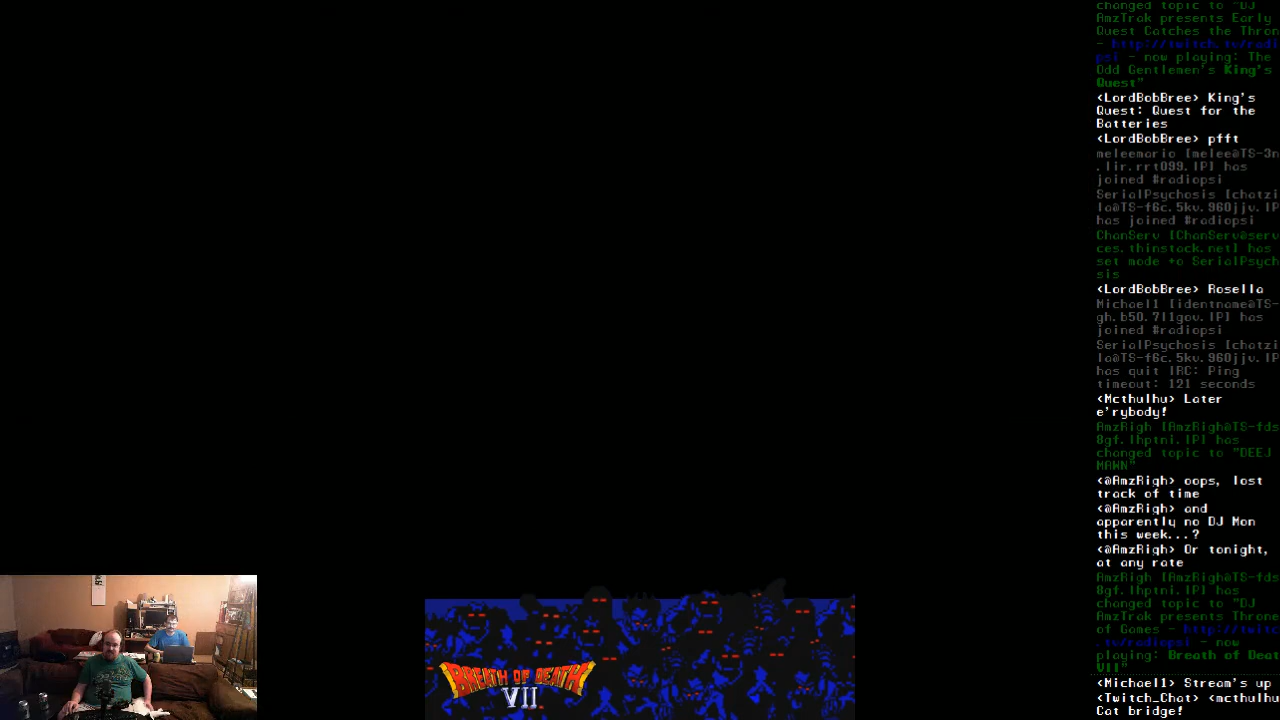 changed topic to "DJ
AmzTrak presents Early
Quest Catches the Thron
- http://twitch.tv/radi
psi - now playing: The
Odd Gentlemen's King's
Quest"
<LordBobBree> King's
Quest: Quest for the
Batteries
<LordBobBree> pfft
meleemario [melee@TS-3n
.lir.rrt099.IP] has
joined #radiopsi
SerialPsychosis [chatzi
la@TS-f6c.5kv.960jjv.IP
has joined #radiopsi
ChanServ [ChanServ@serv
ces.thinstack.net] has
set mode +o SerialPsych
sis
<LordBobBree> Rosella
Michael1 [identname@TS-
gh.b50.7l1gov.IP] has
joined #radiopsi
SerialPsychosis [chatzi
la@TS-f6c.5kv.960jjv.IP
has quit IRC: Ping
timeout: 121 seconds
<Mcthulhu> Later
e'rybody!
AmzRigh [AmzRigh@TS-fds
8gf.lhptni.IP] has
changed topic to "DEEJ
MAWN"
<@AmzRigh> oops, lost
track of time
<@AmzRigh> and
apparently no DJ Mon
this week...?
<@AmzRigh> Or tonight,
at any rate
AmzRigh [AmzRigh@TS-fds
8gf.lhptni.IP] has
changed topic to "DJ
AmzTrak presents Throne
of Games - http://twitc
.tv/radiopsi - now
playing: Breath of Deat
VII"
<Michael1> Stream's up
<Twitch_Chat> <mcthulhu
Cat bridge!
BREATH OF DEATH
VII